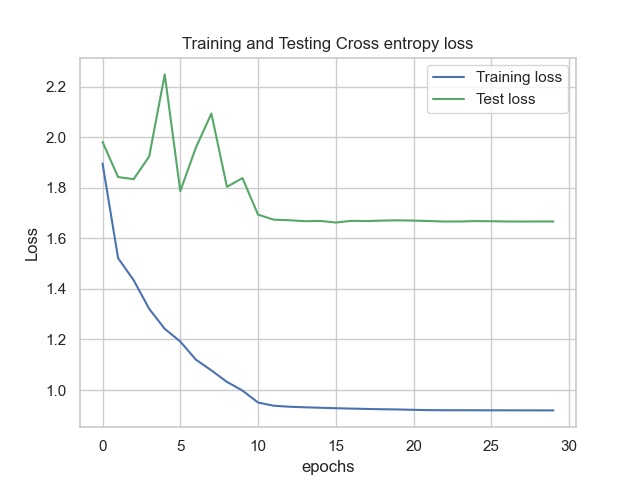 Training and Testing Cross entropy loss
Training loss
Test loss
2.2
2.0
1.8
1.6
1.4
1.2
1.0
Loss
0 5 10 15 20 25 30
epochs